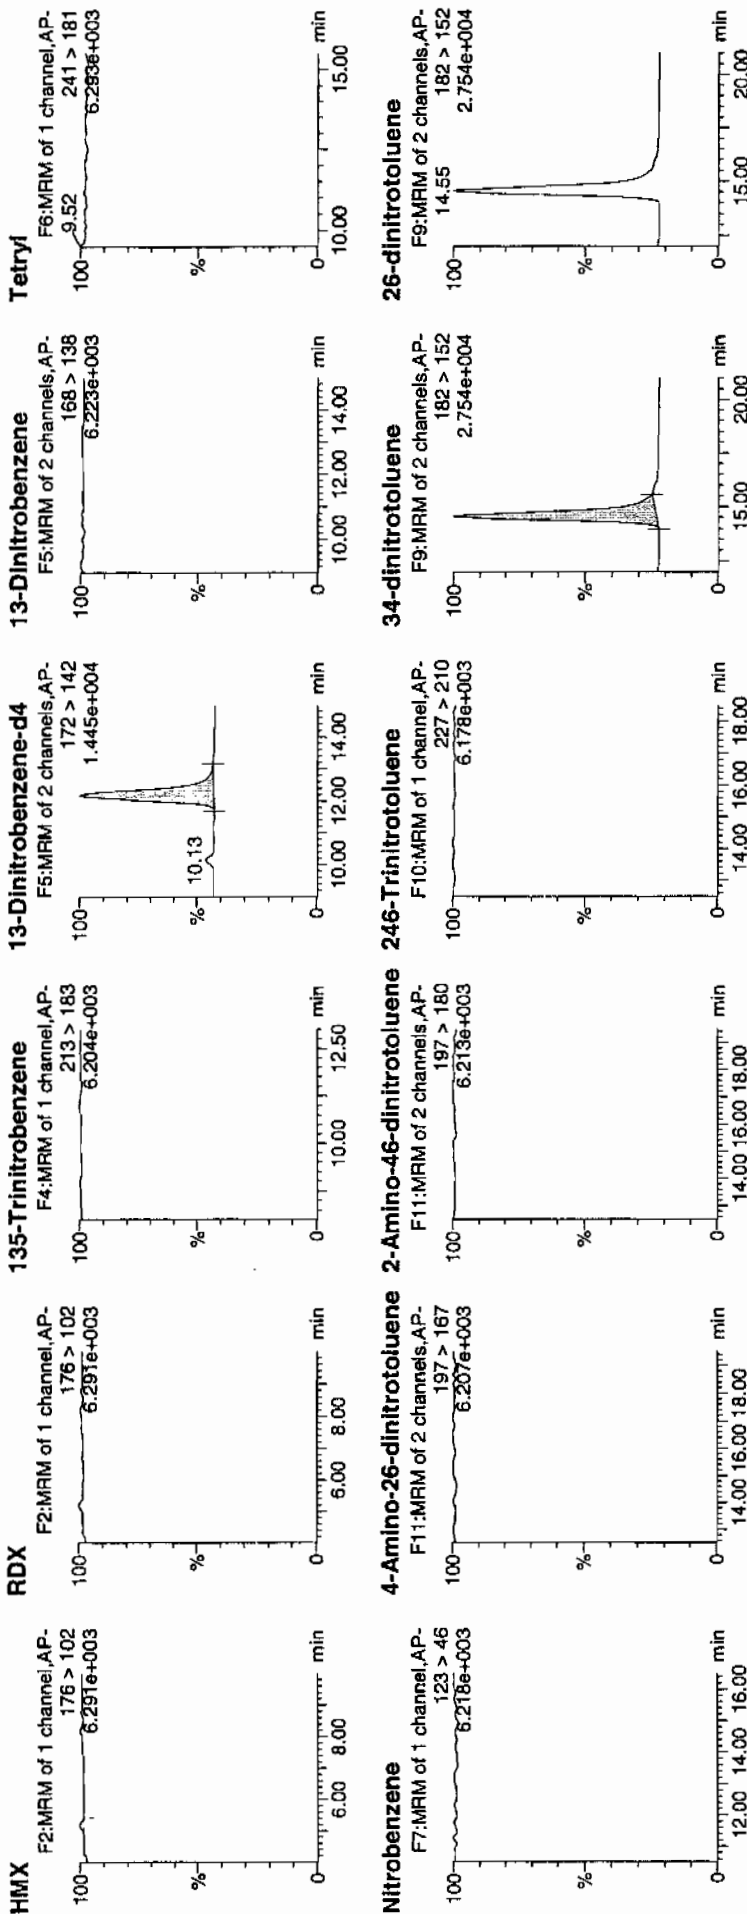 HMX
F2:MRM of 1 channel,AP-
176 > 102
6.291e+003
100
%
0
6.00 8.00 min
RDX
F2:MRM of 1 channel,AP-
176 > 102
6.291e+003
100
%
0
6.00 8.00 min
135-Trinitrobenzene
F4:MRM of 1 channel,AP-
213 > 183
6.204e+003
100
%
0
10.00 12.50 min
13-Dinitrobenzene-d4
F5:MRM of 2 channels,AP-
172 > 142
1.445e+004
100
10.13
%
0
10.00 12.00 14.00 min
13-Dinitrobenzene
F5:MRM of 2 channels,AP-
168 > 138
6.223e+003
100
%
0
10.00 12.00 14.00 min
Tetryl
F6:MRM of 1 channel,AP-
241 > 181
6.293e+003
100
9.52
%
0
10.00 15.00 min
Nitrobenzene
F7:MRM of 1 channel,AP-
123 > 46
6.218e+003
100
%
0
12.00 14.00 16.00 min
4-Amino-26-dinitrotoluene
F11:MRM of 2 channels,AP-
197 > 167
6.207e+003
100
%
0
14.00 16.00 18.00 min
2-Amino-46-dinitrotoluene
F11:MRM of 2 channels,AP-
197 > 180
6.213e+003
100
%
0
14.00 16.00 18.00 min
246-Trinitrotoluene
F10:MRM of 1 channel,AP-
227 > 210
6.178e+003
100
%
0
14.00 16.00 18.00 min
34-dinitrotoluene
F9:MRM of 2 channels,AP-
182 > 152
2.754e+004
100
%
0
15.00 20.00 min
26-dinitrotoluene
F9:MRM of 2 channels,AP-
182 > 152
2.754e+004
100
14.55
%
0
15.00 20.00 min